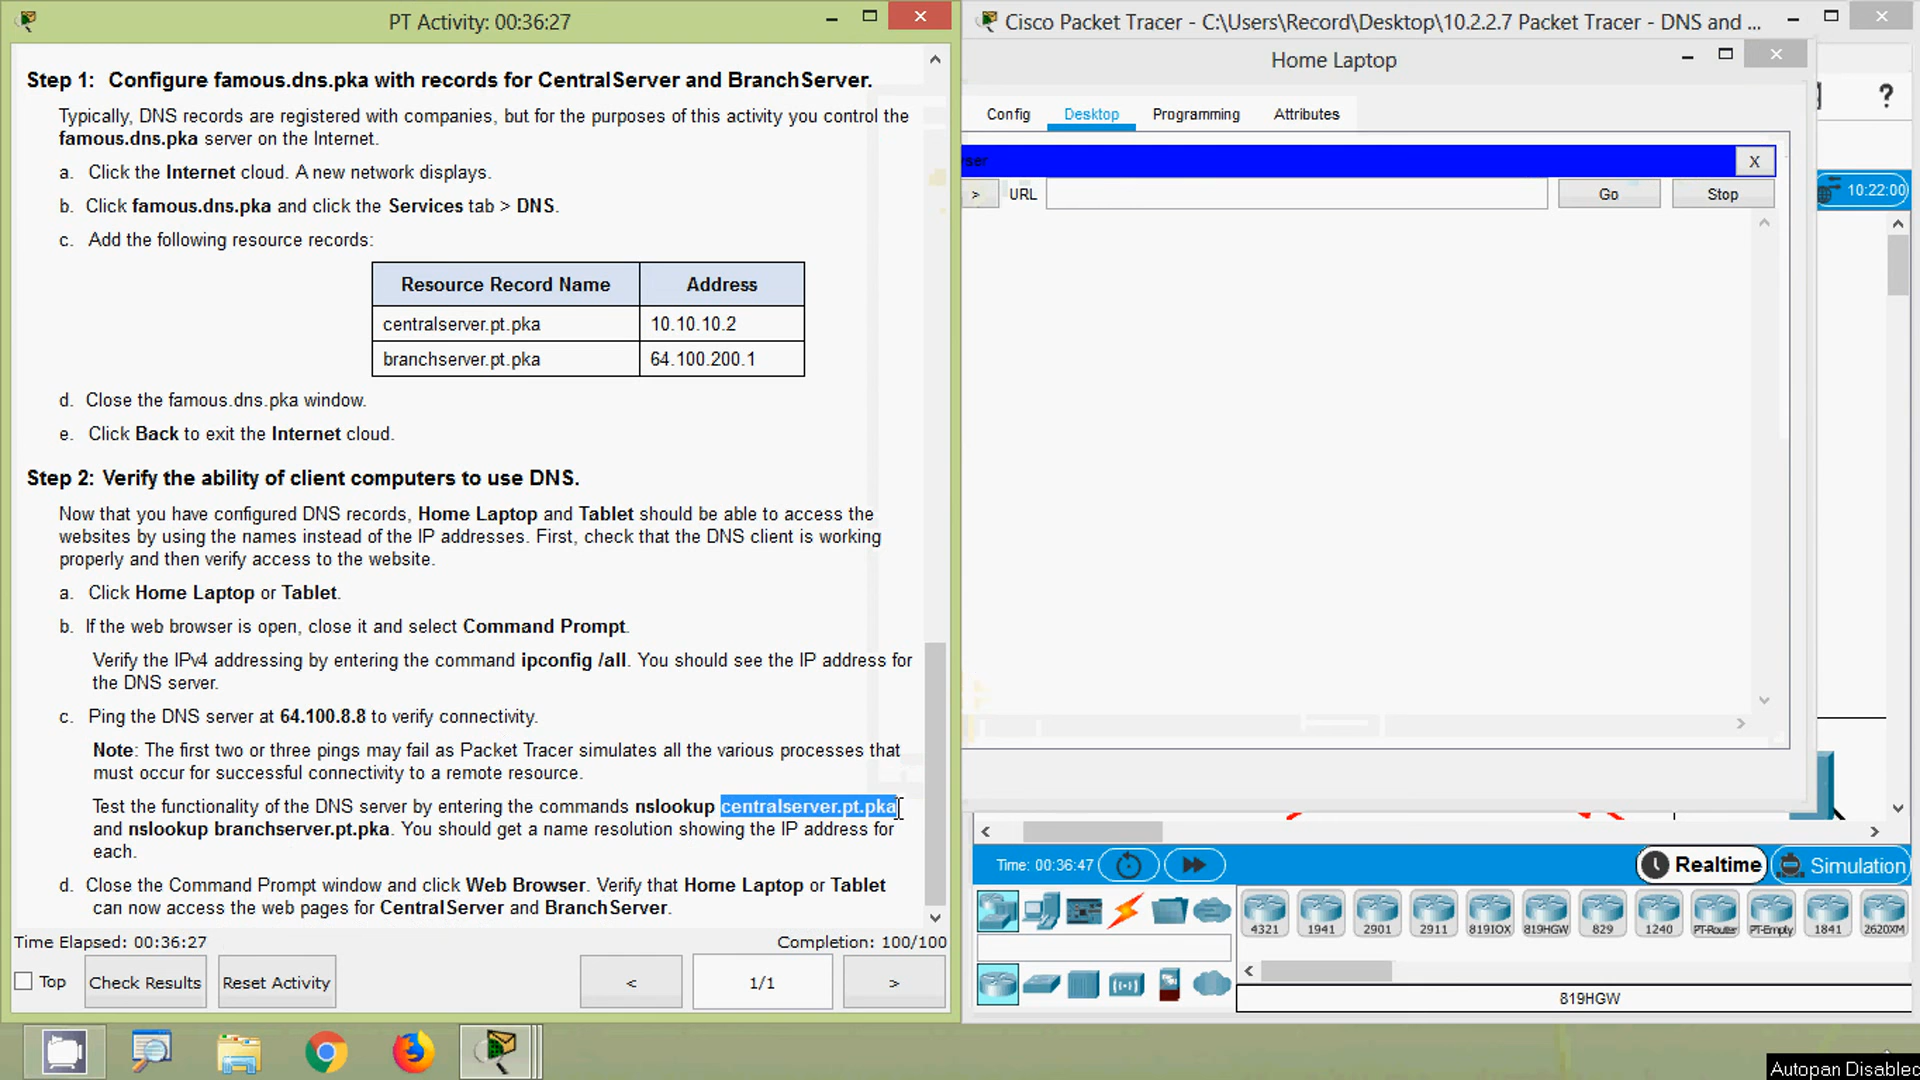 PT Activity: 00:36:27
Step 1: Configure famous.dns.pka with records for CentralServer and BranchServer.
Typically, DNS records are registered with companies, but for the purposes of this activity you control the
famous.dns.pka server on the Internet.
a. Click the Internet cloud. A new network displays.
b. Click famous.dns.pka and click the Services tab > DNS.
c. Add the following resource records:
Resource Record Name Address
centralserver.pt.pka 10.10.10.2
branchserver.pt.pka 64.100.200.1
d. Close the famous.dns.pka window.
e. Click Back to exit the Internet cloud.
Step 2: Verify the ability of client computers to use DNS.
Now that you have configured DNS records, Home Laptop and Tablet should be able to access the
websites by using the names instead of the IP addresses. First, check that the DNS client is working
properly and then verify access to the website.
a. Click Home Laptop or Tablet.
b. If the web browser is open, close it and select Command Prompt.
Verify the IPv4 addressing by entering the command ipconfig /all. You should see the IP address for
the DNS server.
c. Ping the DNS server at 64.100.8.8 to verify connectivity.
Note: The first two or three pings may fail as Packet Tracer simulates all the various processes that
must occur for successful connectivity to a remote resource.
Test the functionality of the DNS server by entering the commands nslookup centralserver.pt.pka
and nslookup branchserver.pt.pka. You should get a name resolution showing the IP address for
each.
d. Close the Command Prompt window and click Web Browser. Verify that Home Laptop or Tablet
can now access the web pages for CentralServer and BranchServer.
Time Elapsed: 00:36:27 Completion: 100/100
Top Check Results Reset Activity < 1/1 >
Cisco Packet Tracer - C:\Users\Record\Desktop\10.2.2.7 Packet Tracer - DNS and ...
Home Laptop
?
Config Desktop Programming Attributes
ser X
> URL Go Stop
10:22:00
Time: 00:36:47 Realtime Simulation
4321 1941 2901 2911 819IOX 819HGW 829 1240 PT-Router PT-Empty 1841 2620XM
819HGW
Autopan Disabled